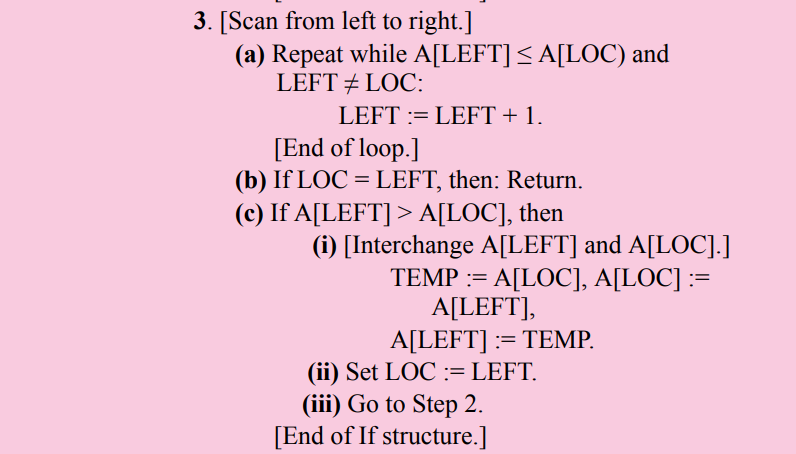 3. [Scan from left to right.]
(a) Repeat while A[LEFT] ≤ A[LOC) and
LEFT ≠ LOC:
LEFT := LEFT + 1.
[End of loop.]
(b) If LOC = LEFT, then: Return.
(c) If A[LEFT] > A[LOC], then
(i) [Interchange A[LEFT] and A[LOC].]
TEMP := A[LOC], A[LOC] :=
A[LEFT],
A[LEFT] := TEMP.
(ii) Set LOC := LEFT.
(iii) Go to Step 2.
[End of If structure.]